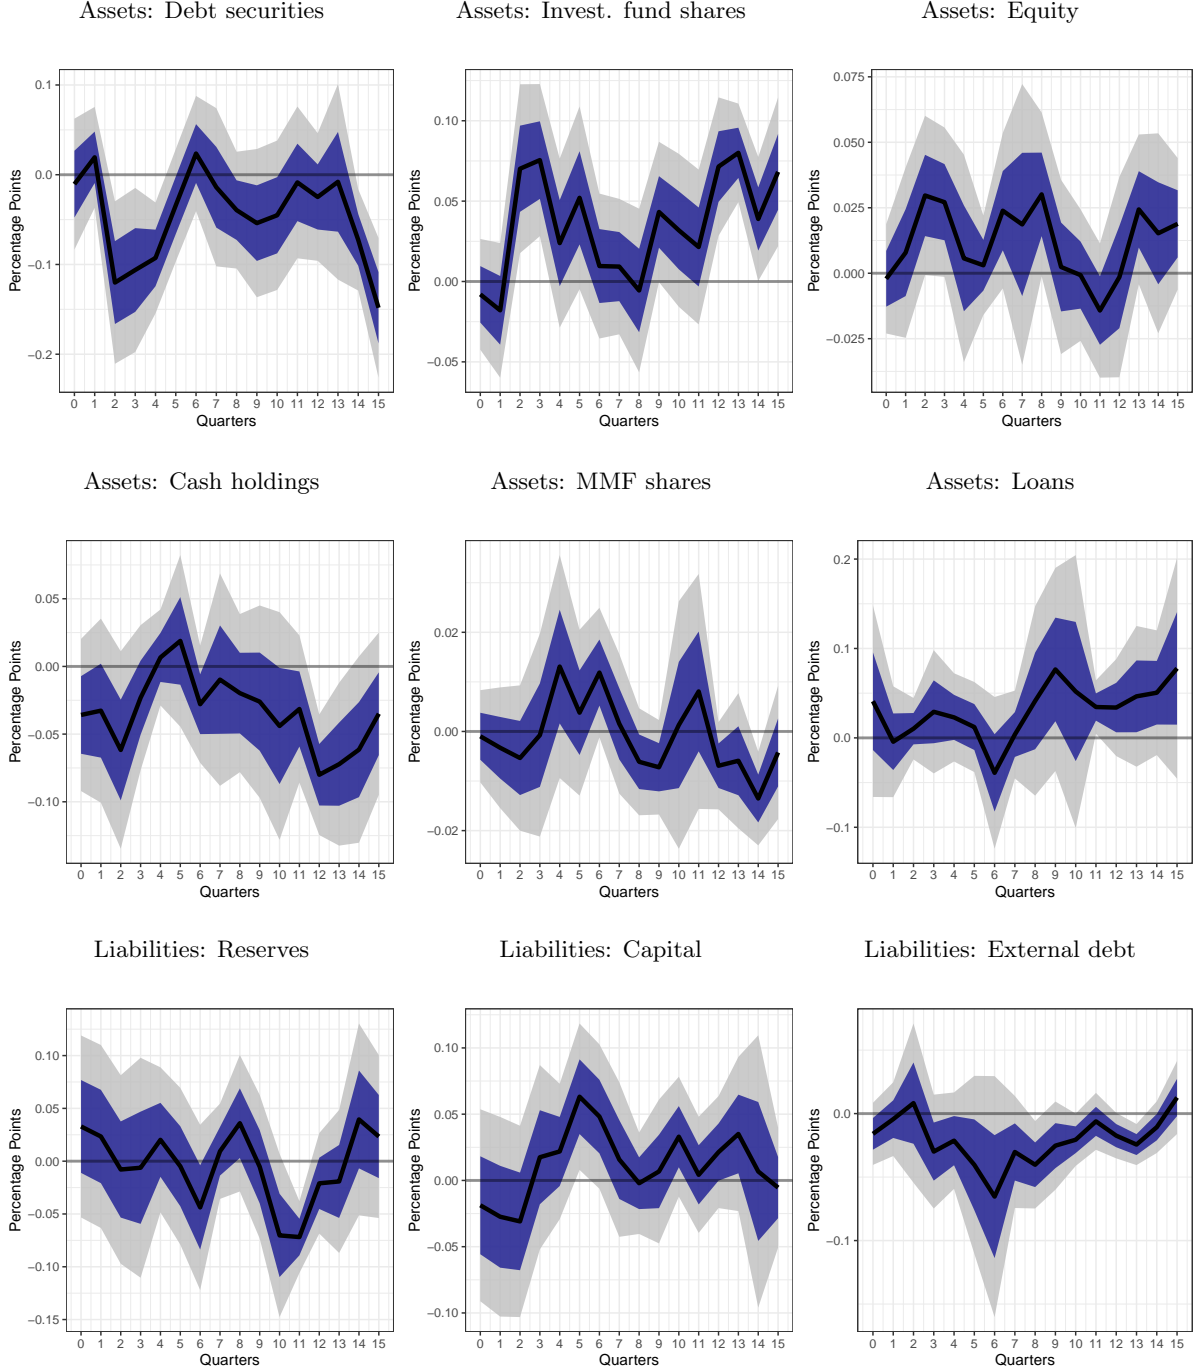 Assets: Debt securities
Assets: Invest. fund shares
Assets: Equity
Percentage Points
0.1
0.0
−0.1
−0.2
0 1 2 3 4 5 6 7 8 9 10 11 12 13 14 15
Quarters
Percentage Points
0.10
0.05
0.00
−0.05
0 1 2 3 4 5 6 7 8 9 10 11 12 13 14 15
Quarters
Percentage Points
0.075
0.050
0.025
0.000
−0.025
0 1 2 3 4 5 6 7 8 9 10 11 12 13 14 15
Quarters
Assets: Cash holdings
Assets: MMF shares
Assets: Loans
Percentage Points
0.05
0.00
−0.05
−0.10
0 1 2 3 4 5 6 7 8 9 10 11 12 13 14 15
Quarters
Percentage Points
0.02
0.00
−0.02
0 1 2 3 4 5 6 7 8 9 10 11 12 13 14 15
Quarters
Percentage Points
0.2
0.1
0.0
−0.1
0 1 2 3 4 5 6 7 8 9 10 11 12 13 14 15
Quarters
Liabilities: Reserves
Liabilities: Capital
Liabilities: External debt
Percentage Points
0.10
0.05
0.00
−0.05
−0.10
−0.15
0 1 2 3 4 5 6 7 8 9 10 11 12 13 14 15
Quarters
Percentage Points
0.10
0.05
0.00
−0.05
−0.10
0 1 2 3 4 5 6 7 8 9 10 11 12 13 14 15
Quarters
Percentage Points
0.0
−0.1
0 1 2 3 4 5 6 7 8 9 10 11 12 13 14 15
Quarters